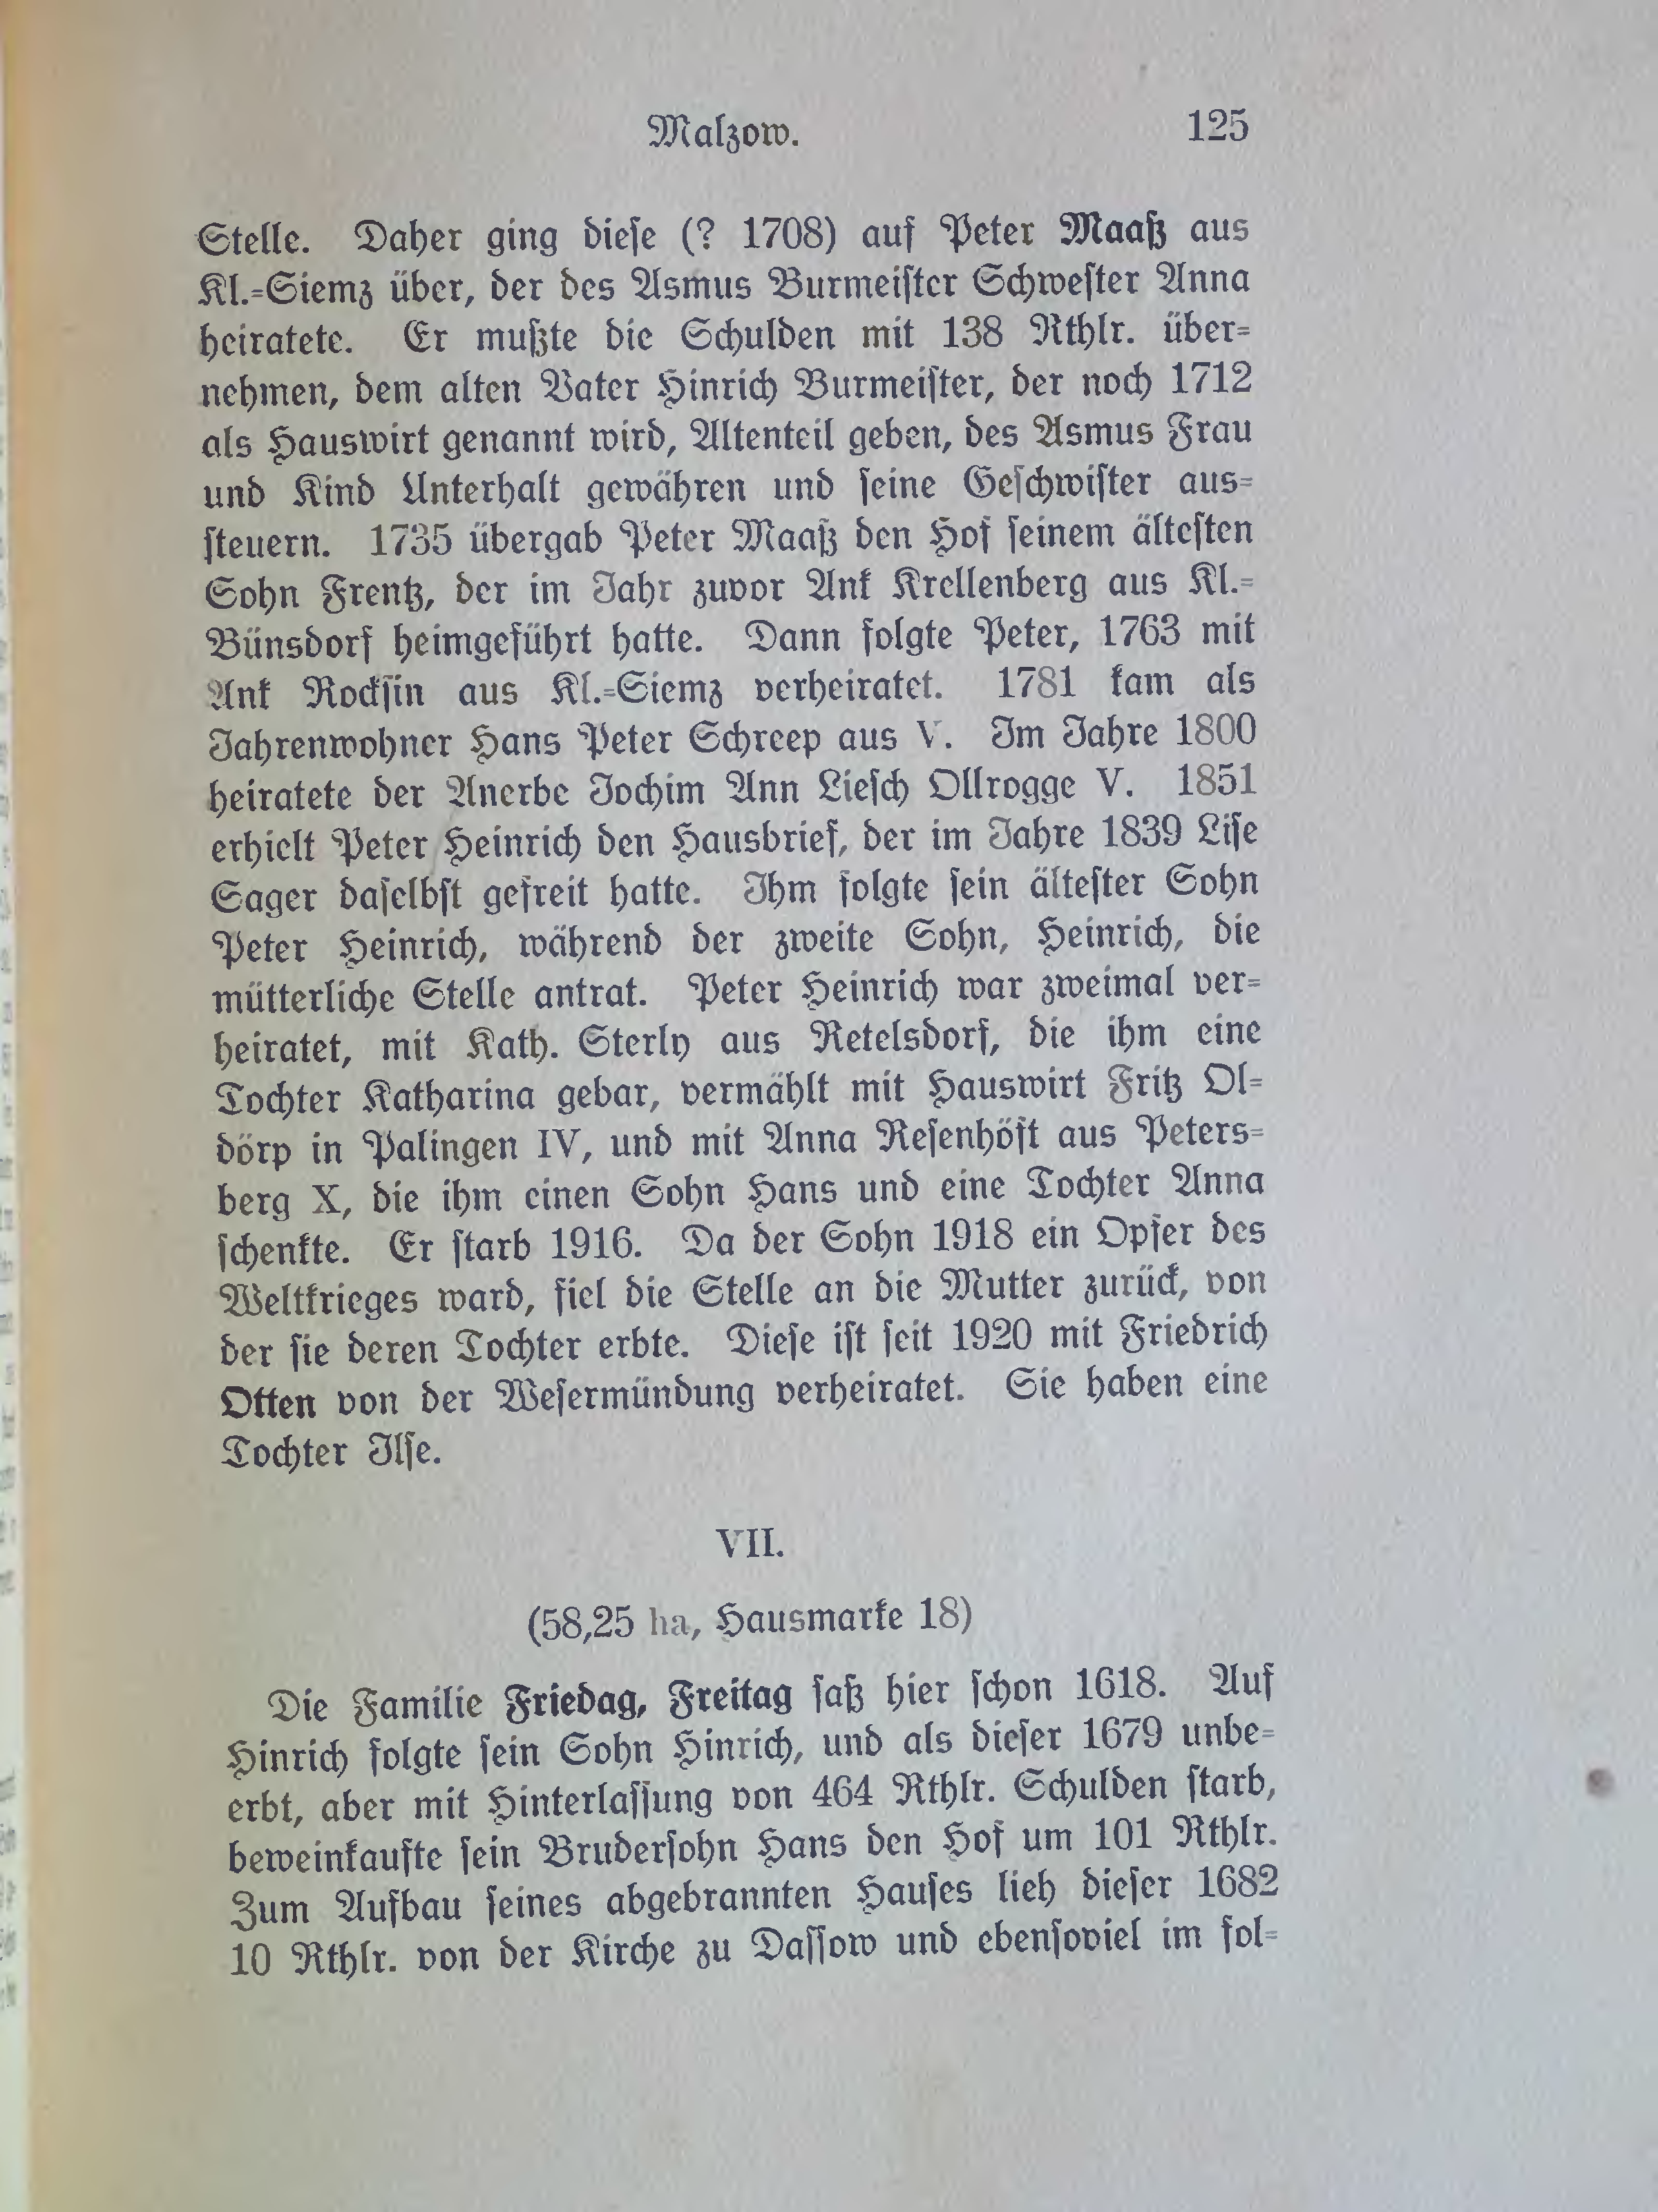 Malzow.
125
Stelle. Daher ging diese (? 1708) auf Peter Maaß aus
Kl.-Siemz über, der des Asmus Burmeister Schwester Anna
heiratete. Er mußte die Schulden mit 138 Rthlr. über-
nehmen, dem alten Vater Hinrich Burmeister, der noch 1712
als Hauswirt genannt wird, Altenteil geben, des Asmus Frau
und Kind Unterhalt gewähren und seine Geschwister aus-
steuern. 1735 übergab Peter Maaß den Hof seinem ältesten
Sohn Frentz, der im Jahr zuvor Ank Krellenberg aus Kl.-
Bünsdorf heimgeführt hatte. Dann folgte Peter, 1763 mit
Ank Rocksin aus Kl.-Siemz verheiratet. 1781 kam als
Jahrenwohner Hans Peter Schreep aus V. Im Jahre 1800
heiratete der Anerbe Jochim Ann Liesch Ollrogge V. 1851
erhielt Peter Heinrich den Hausbrief, der im Jahre 1839 Lise
Sager daselbst gefreit hatte. Ihm folgte sein ältester Sohn
Peter Heinrich, während der zweite Sohn, Heinrich, die
mütterliche Stelle antrat. Peter Heinrich war zweimal ver-
heiratet, mit Kath. Sterly aus Retelsdorf, die ihm eine
Tochter Katharina gebar, vermählt mit Hauswirt Fritz Ol-
dörp in Palingen IV, und mit Anna Resenhöft aus Peters-
berg X, die ihm einen Sohn Hans und eine Tochter Anna
schenkte. Er starb 1916. Da der Sohn 1918 ein Opfer des
Weltkrieges ward, fiel die Stelle an die Mutter zurück, von
der sie deren Tochter erbte. Diese ist seit 1920 mit Friedrich
Otten von der Wesermündung verheiratet. Sie haben eine
Tochter Ilse.
VII.
(58,25 ha, Hausmarke 18)
Die Familie Friedag, Freitag saß hier schon 1618. Auf
Hinrich folgte sein Sohn Hinrich, und als dieser 1679 unbe-
erbt, aber mit Hinterlassung von 464 Rthlr. Schulden starb,
beweinkaufte sein Brudersohn Hans den Hof um 101 Rthlr.
Zum Aufbau seines abgebrannten Hauses lieh dieser 1682
10 Rthlr. von der Kirche zu Dassow und ebensoviel im fol-